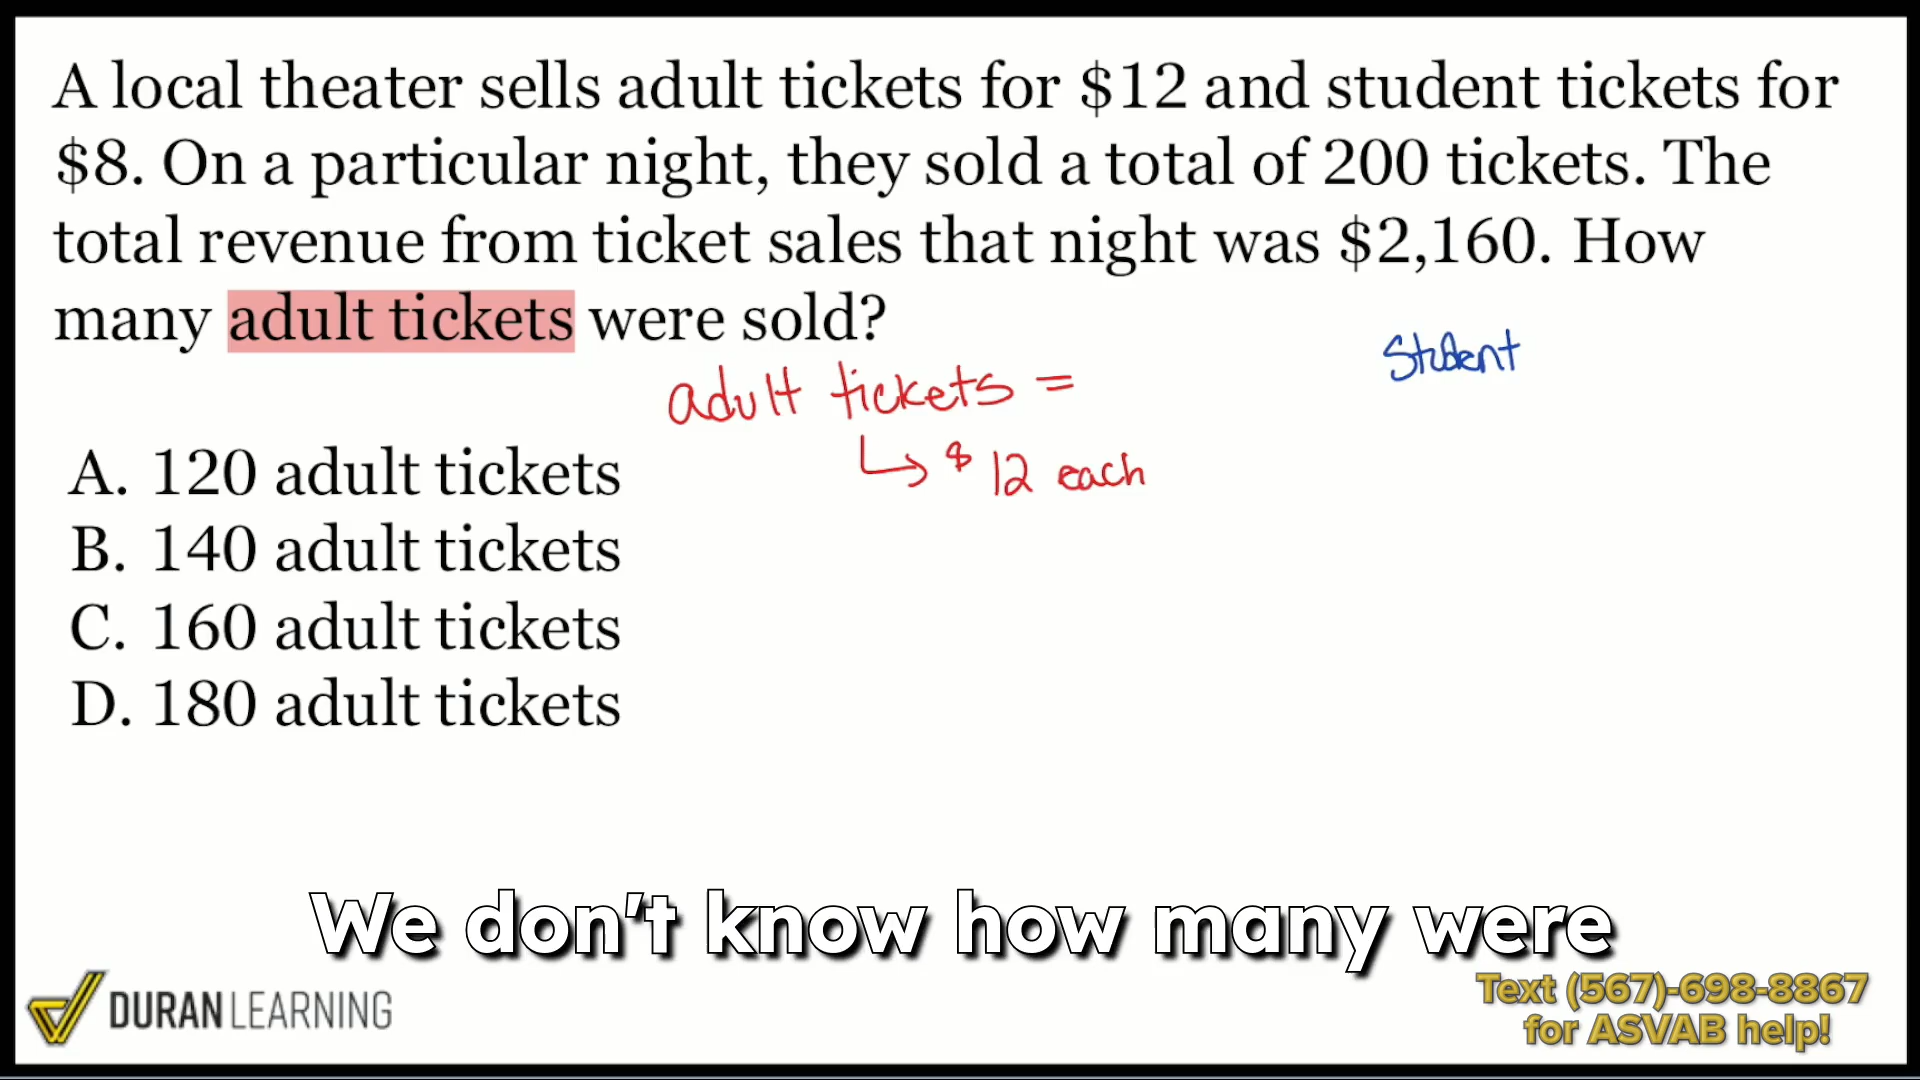 A local theater sells adult tickets for $12 and student tickets for
$8. On a particular night, they sold a total of 200 tickets. The
total revenue from ticket sales that night was $2,160. How
many adult tickets were sold?
Student
adult tickets =
↳ $ 12 each
A. 120 adult tickets
B. 140 adult tickets
C. 160 adult tickets
D. 180 adult tickets
We don't know how many were
DURAN LEARNING
Text (567)-698-8867
for ASVAB help!